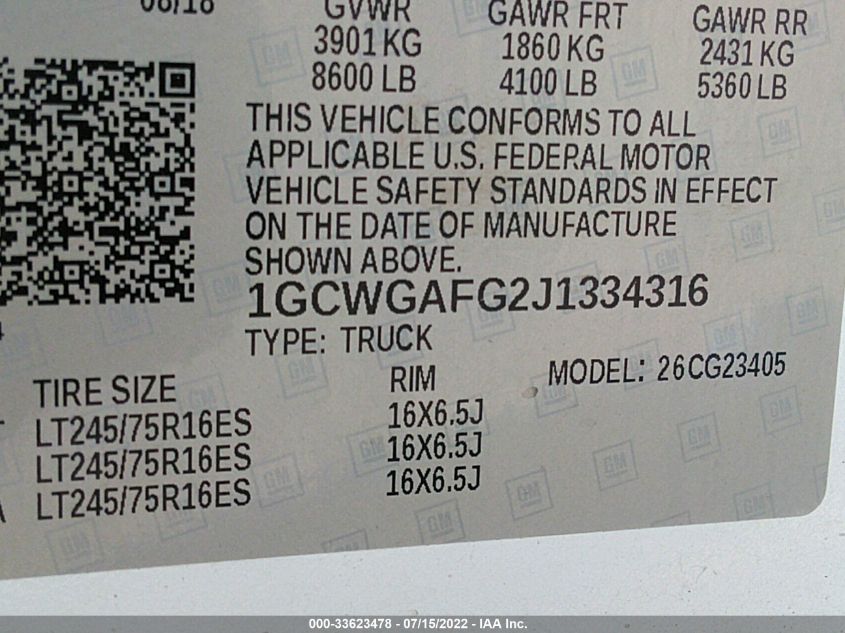 GVWR GAWR FRT GAWR RR
3901 KG 1860 KG 2431 KG
8600 LB 4100 LB 5360 LB
THIS VEHICLE CONFORMS TO ALL
APPLICABLE U.S. FEDERAL MOTOR
VEHICLE SAFETY STANDARDS IN EFFECT
ON THE DATE OF MANUFACTURE
SHOWN ABOVE.
1GCWGAFG2J1334316
TYPE: TRUCK
TIRE SIZE RIM MODEL: 26CG23405
LT245/75R16ES 16X6.5J
LT245/75R16ES 16X6.5J
LT245/75R16ES 16X6.5J
GM
000-33623478 - 07/15/2022 - IAA Inc.